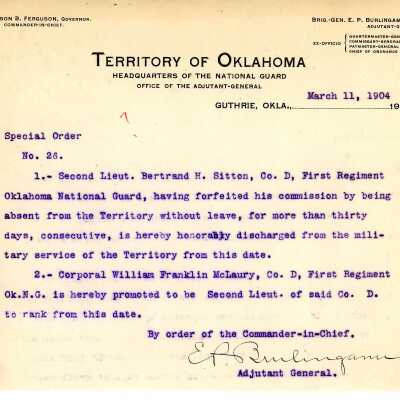 SON B. FERGUSON, GOVERNOR.
COMMANDER-IN-CHIEF.
BRIG.-GEN. E. P. BURLINGAM
ADJUTANT-G
EX-OFFICIO
QUARTERMASTER-GENE
COMMISSARY-GENERAL
PAYMASTER-GENERAL
CHIEF OF ORDNANCE
TERRITORY OF OKLAHOMA
HEADQUARTERS OF THE NATIONAL GUARD
OFFICE OF THE ADJUTANT-GENERAL
GUTHRIE, OKLA., March 11, 1904 19
Special Order
No. 26.
1.- Second Lieut. Bertrand H. Sitton, Co. D, First Regiment
Oklahoma National Guard, having forfeited his commission by being
absent from the Territory without leave, for more than thirty
days, consecutive, is hereby honorably discharged from the mili-
tary service of the Territory from this date.
2.- Corporal William Franklin McLaury, Co. D, First Regiment
Ok.N.G. is hereby promoted to be Second Lieut. of said Co. D.
to rank from this date.
By order of the Commander-in-Chief.
E.P. Burlingame
Adjutant General.